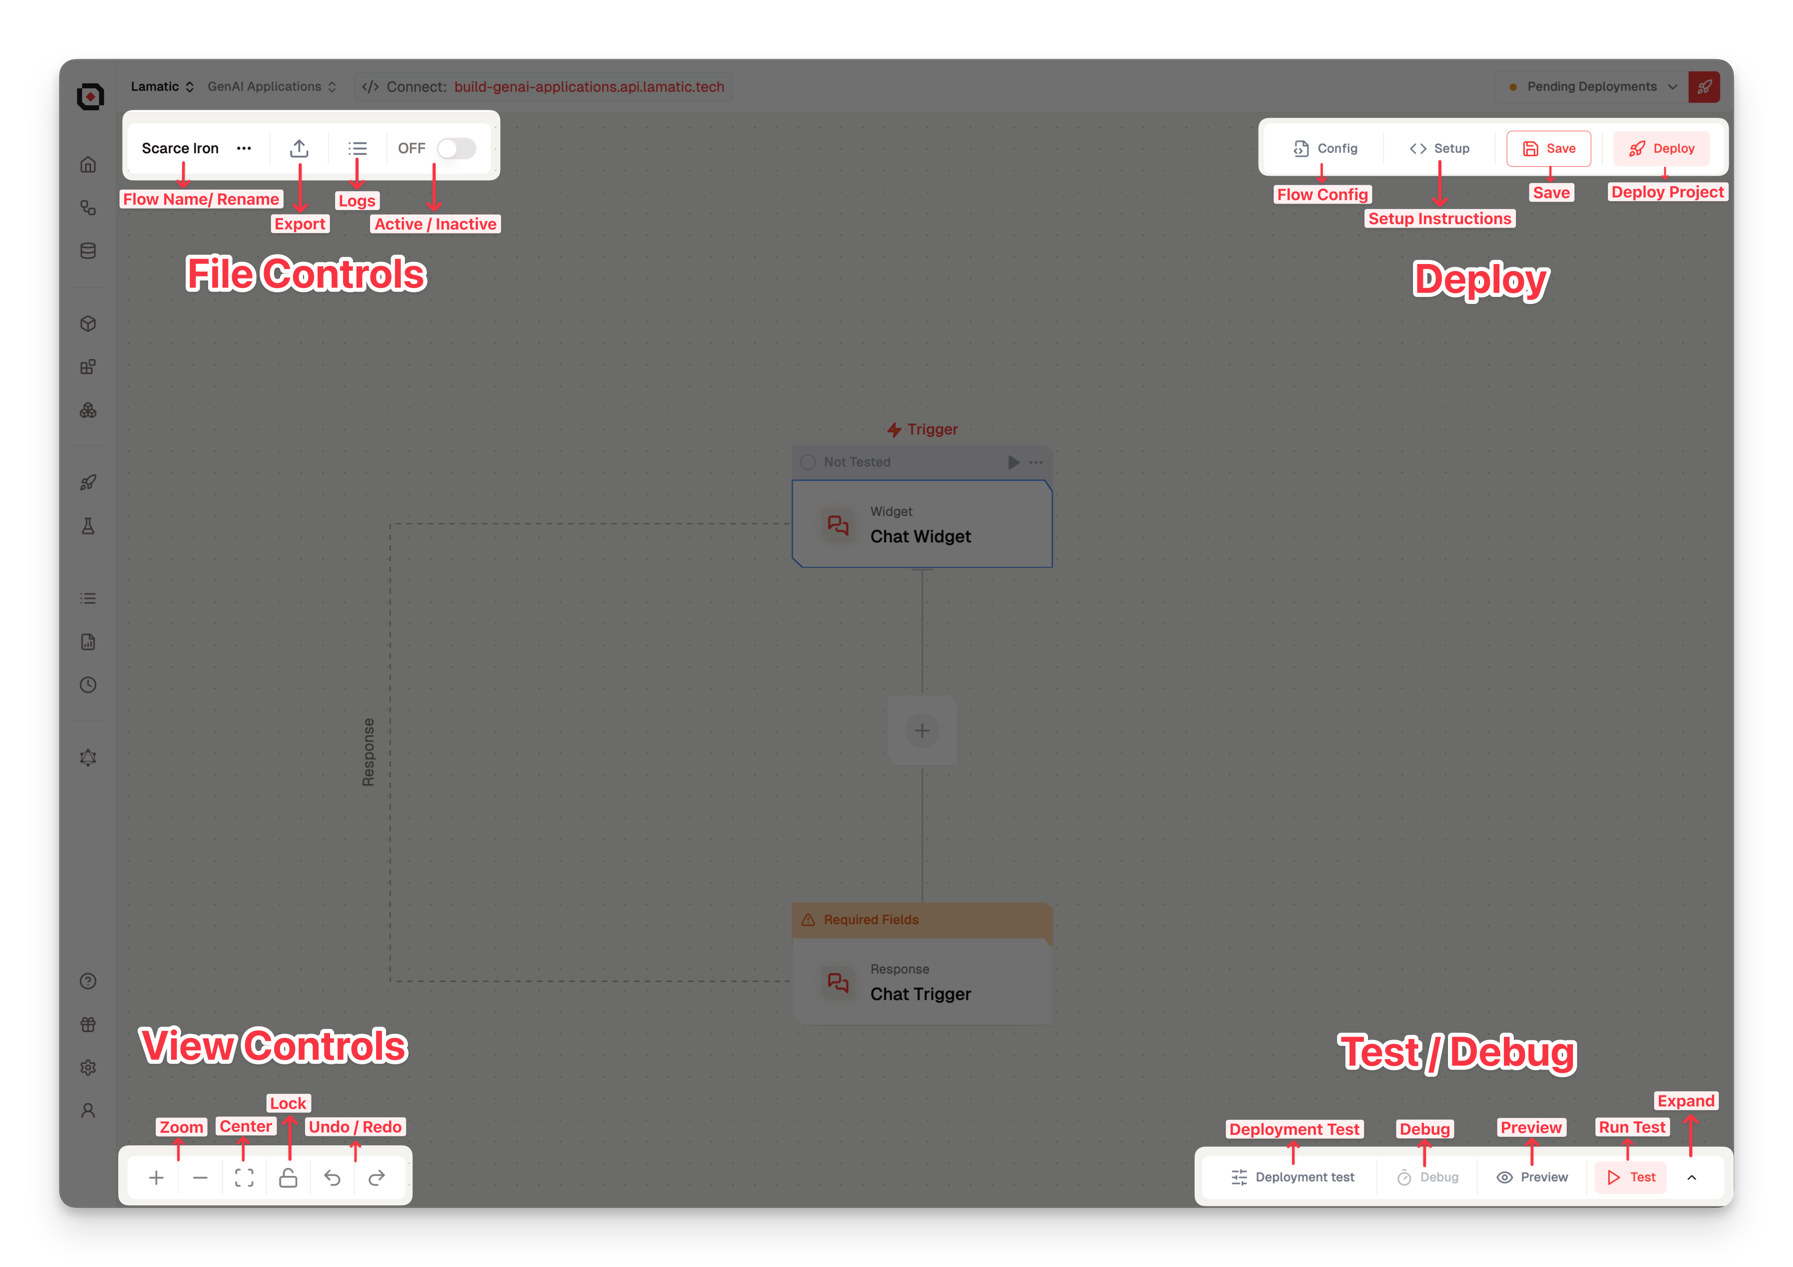 Lamatic
GenAI Applications
</> Connect: build-genai-applications.api.lamatic.tech
Pending Deployments
Scarce Iron
OFF
Config
Setup
Save
Deploy
Flow Name/ Rename
Export
Logs
Active / Inactive
Flow Config
Setup Instructions
Save
Deploy Project
File Controls
Deploy
Trigger
Not Tested
Widget
Chat Widget
Response
Required Fields
Response
Chat Trigger
View Controls
Test / Debug
Lock
Zoom
Center
Undo / Redo
Expand
Deployment Test
Debug
Preview
Run Test
Deployment test
Debug
Preview
Test